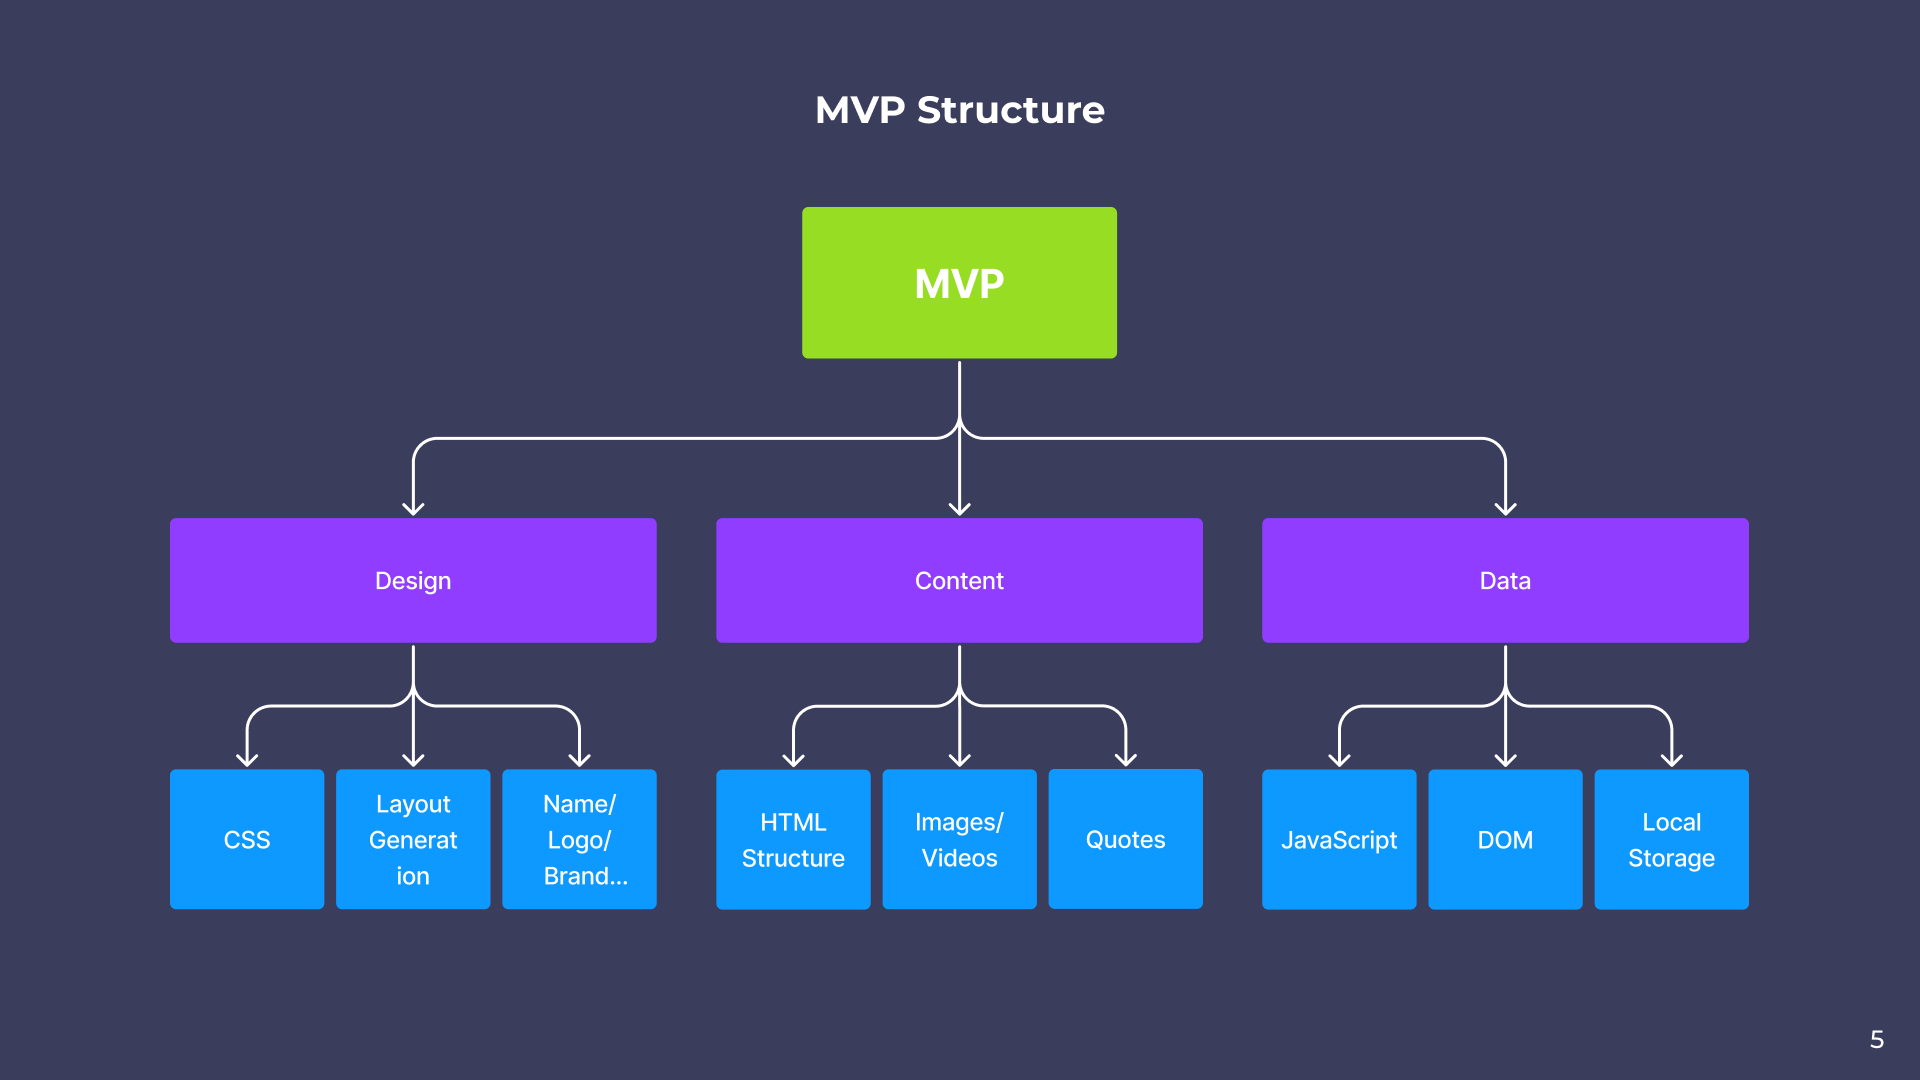 MVP Structure
MVP
Design
Content
Data
CSS
Layout
Generat
ion
Name/
Logo/
Brand...
HTML
Structure
Images/
Videos
Quotes
JavaScript
DOM
Local
Storage
5